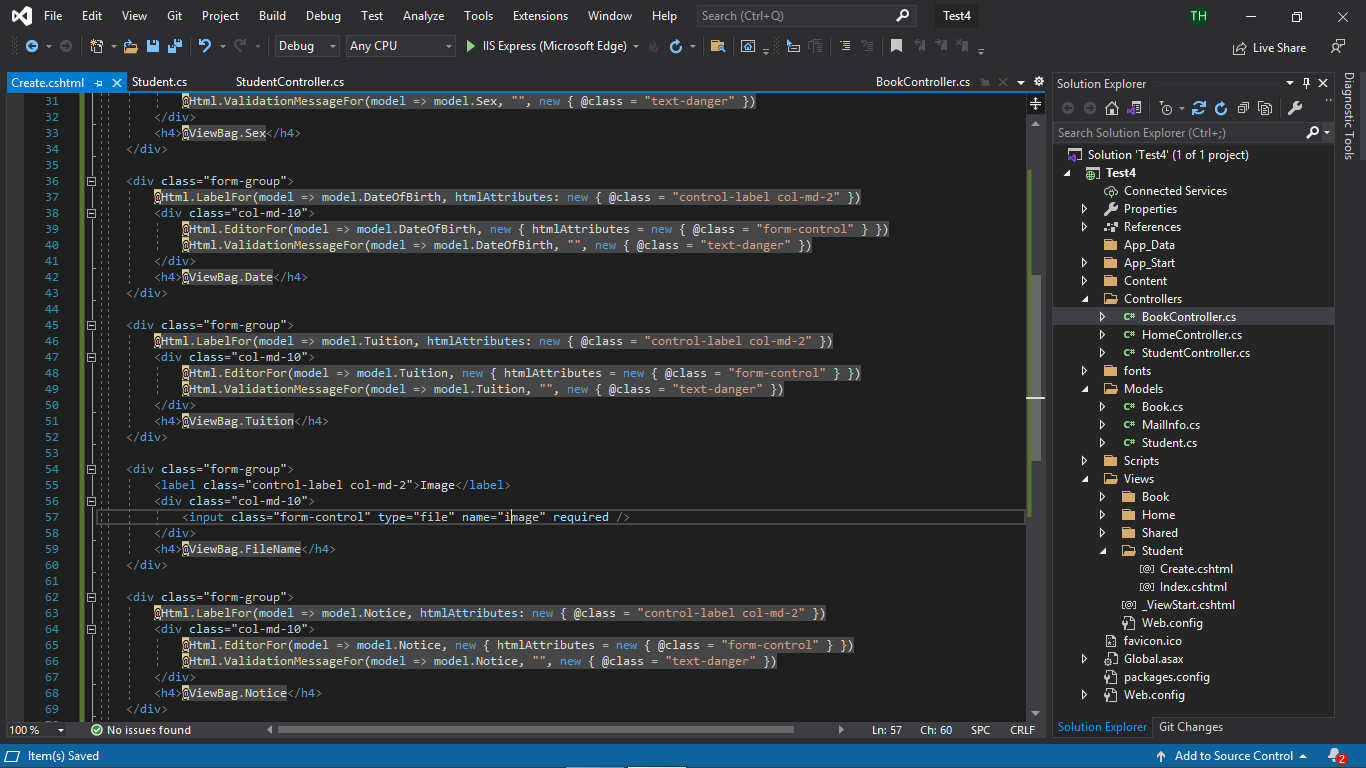 File Edit View Git Project Build Debug Test Analyze Tools Extensions Window Help Search (Ctrl+Q) Test4 TH
Debug Any CPU IIS Express (Microsoft Edge) Live Share
Create.cshtml Student.cs StudentController.cs BookController.cs
31 @Html.ValidationMessageFor(model => model.Sex, "", new { @class = "text-danger" })
32 </div>
33 <h4>@ViewBag.Sex</h4>
34 </div>
35
36 <div class="form-group">
37 @Html.LabelFor(model => model.DateOfBirth, htmlAttributes: new { @class = "control-label col-md-2" })
38 <div class="col-md-10">
39 @Html.EditorFor(model => model.DateOfBirth, new { htmlAttributes = new { @class = "form-control" } })
40 @Html.ValidationMessageFor(model => model.DateOfBirth, "", new { @class = "text-danger" })
41 </div>
42 <h4>@ViewBag.Date</h4>
43 </div>
44
45 <div class="form-group">
46 @Html.LabelFor(model => model.Tuition, htmlAttributes: new { @class = "control-label col-md-2" })
47 <div class="col-md-10">
48 @Html.EditorFor(model => model.Tuition, new { htmlAttributes = new { @class = "form-control" } })
49 @Html.ValidationMessageFor(model => model.Tuition, "", new { @class = "text-danger" })
50 </div>
51 <h4>@ViewBag.Tuition</h4>
52 </div>
53
54 <div class="form-group">
55 <label class="control-label col-md-2">Image</label>
56 <div class="col-md-10">
57 <input class="form-control" type="file" name="image" required />
58 </div>
59 <h4>@ViewBag.FileName</h4>
60 </div>
61
62 <div class="form-group">
63 @Html.LabelFor(model => model.Notice, htmlAttributes: new { @class = "control-label col-md-2" })
64 <div class="col-md-10">
65 @Html.EditorFor(model => model.Notice, new { htmlAttributes = new { @class = "form-control" } })
66 @Html.ValidationMessageFor(model => model.Notice, "", new { @class = "text-danger" })
67 </div>
68 <h4>@ViewBag.Notice</h4>
69 </div>
100 % No issues found Ln: 57 Ch: 60 SPC CRLF
Solution Explorer
Search Solution Explorer (Ctrl+;)
Solution 'Test4' (1 of 1 project)
Test4
Connected Services
Properties
References
App_Data
App_Start
Content
Controllers
C# BookController.cs
C# HomeController.cs
C# StudentController.cs
fonts
Models
C# Book.cs
C# MailInfo.cs
C# Student.cs
Scripts
Views
Book
Home
Shared
Student
[@] Create.cshtml
[@] Index.cshtml
[@] _ViewStart.cshtml
Web.config
favicon.ico
Global.asax
packages.config
Web.config
Solution Explorer Git Changes
Diagnostic Tools
Item(s) Saved Add to Source Control 2